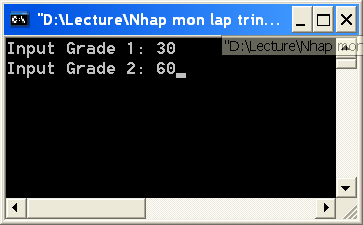 "D:\Lecture\Nhap mon lap trin...
"D:\Lecture\Nhap mon
Input Grade 1: 30
Input Grade 2: 60